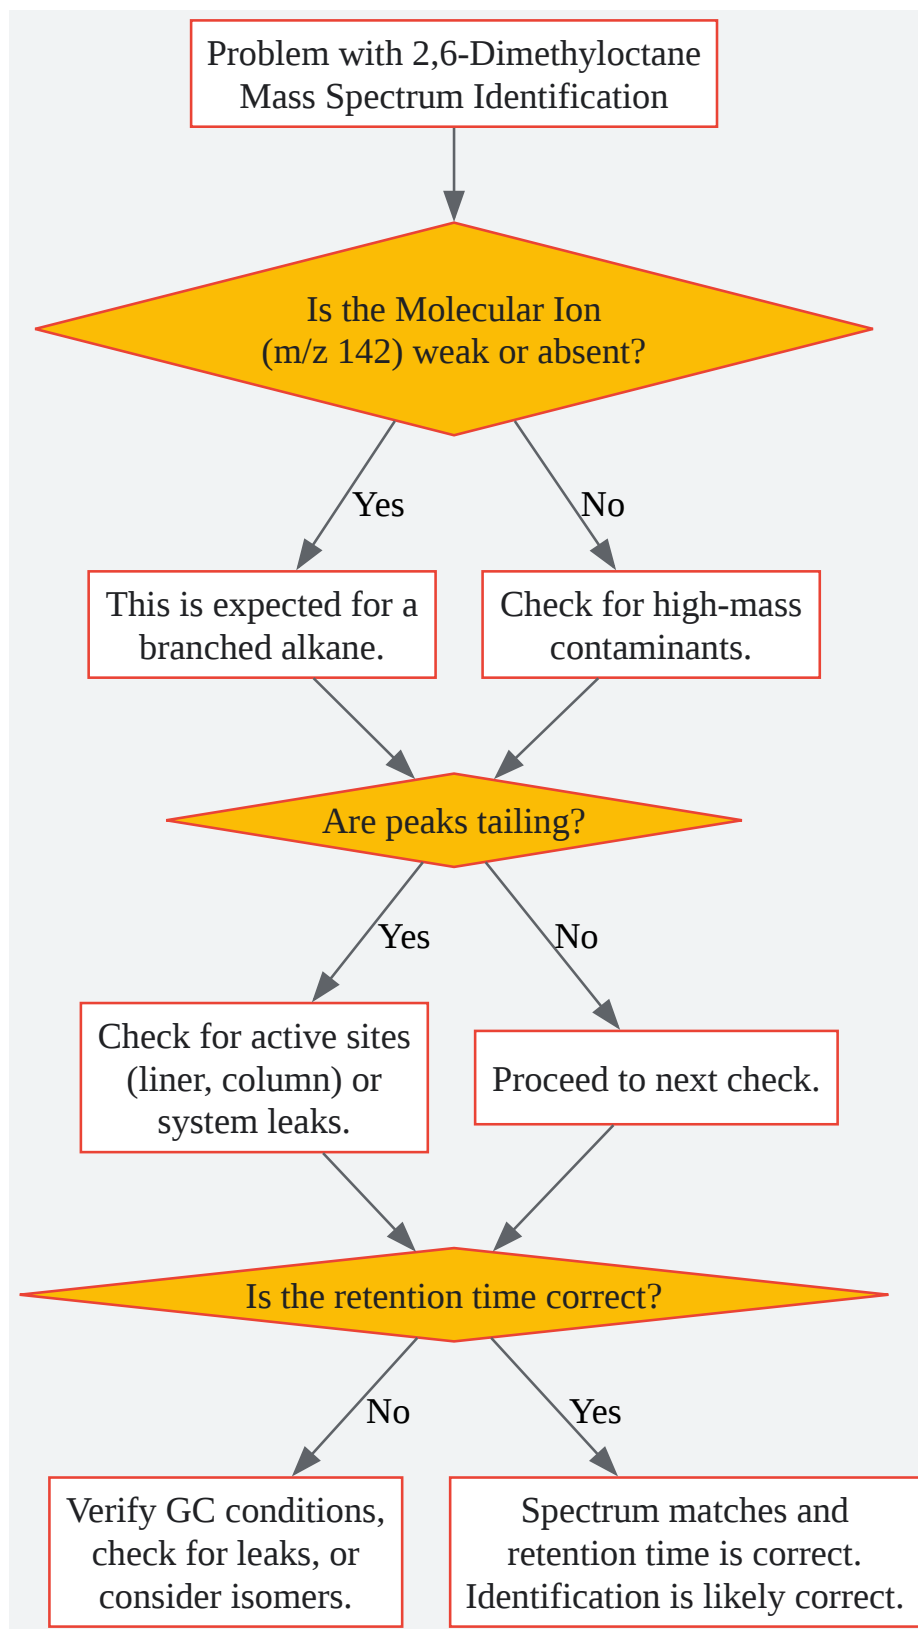 Problem with 2,6-Dimethyloctane
Mass Spectrum Identification
Is the Molecular Ion
(m/z 142) weak or absent?
Yes
No
This is expected for a
branched alkane.
Check for high-mass
contaminants.
Are peaks tailing?
Yes
No
Check for active sites
(liner, column) or
system leaks.
Proceed to next check.
Is the retention time correct?
No
Yes
Verify GC conditions,
check for leaks, or
consider isomers.
Spectrum matches and
retention time is correct.
Identification is likely correct.